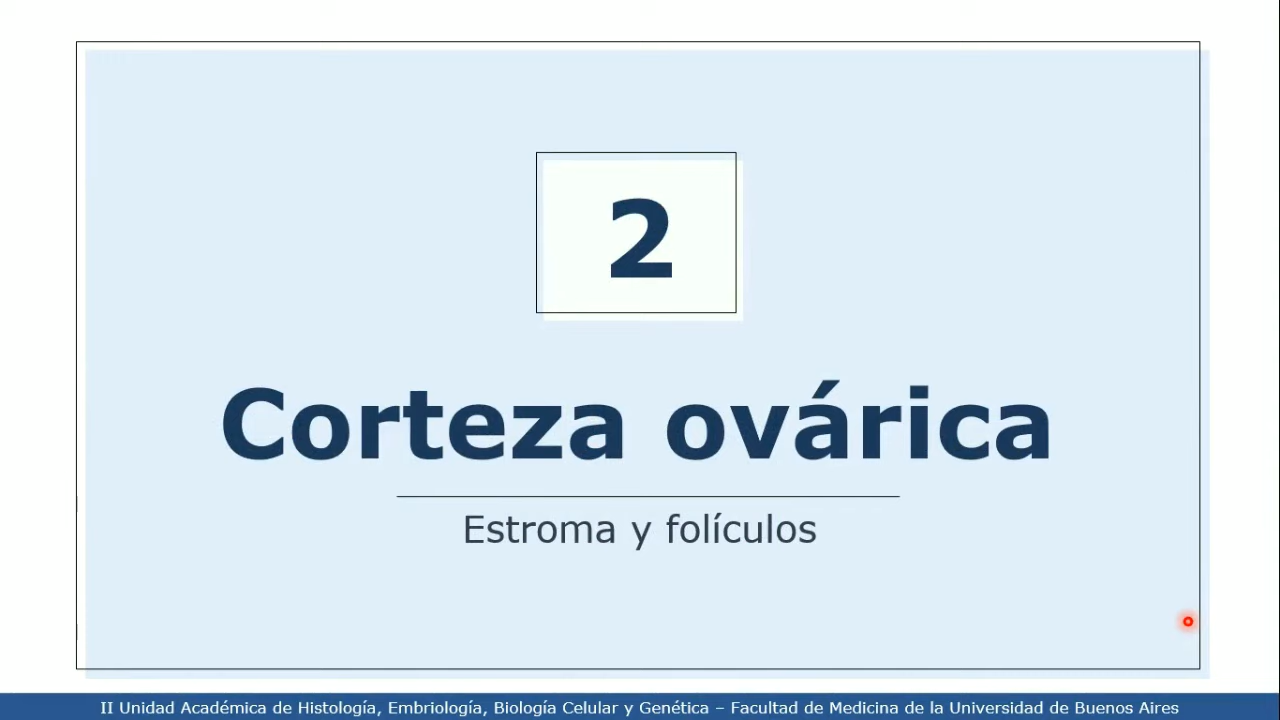 2
Corteza ovárica
Estroma y folículos
II Unidad Académica de Histología, Embriología, Biología Celular y Genética – Facultad de Medicina de la Universidad de Buenos Aires